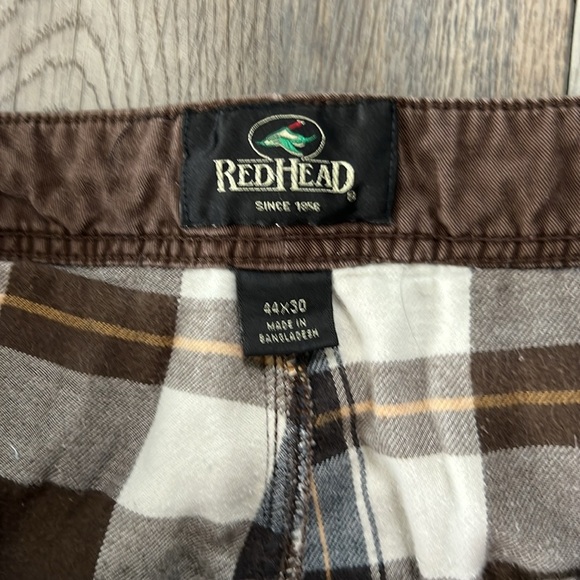 REDHEAD®
SINCE 1856
44X30
MADE IN
BANGLADESH